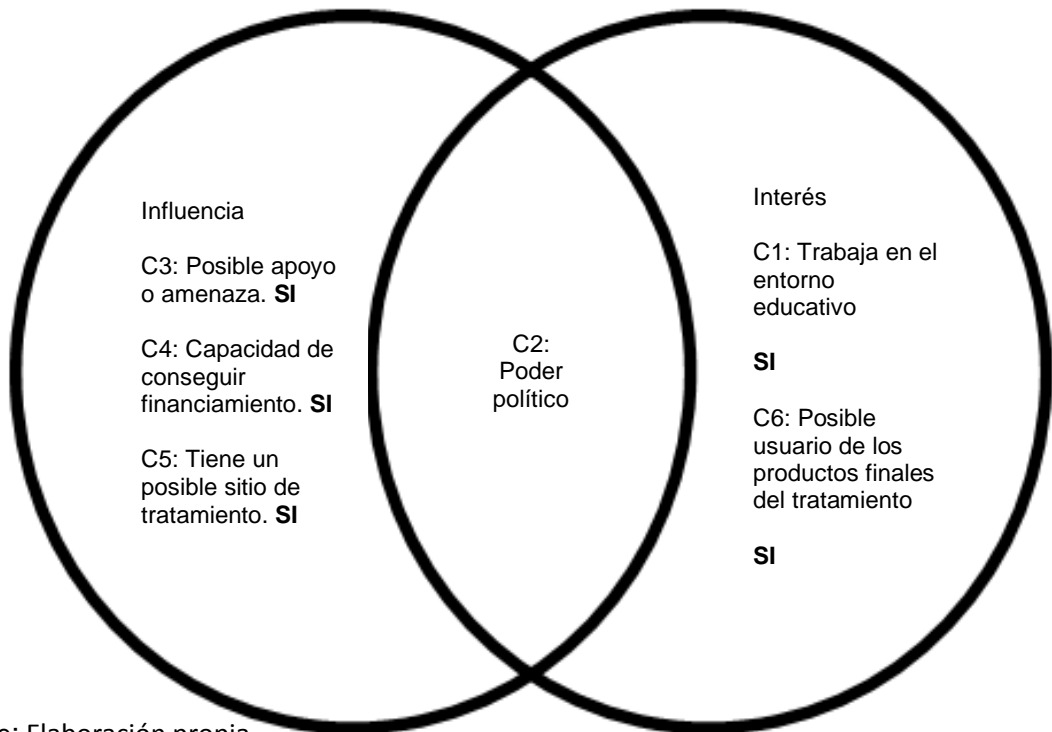 Influencia
C3: Posible apoyo
o amenaza. SI
C4: Capacidad de
conseguir
financiamiento. SI
C5: Tiene un
posible sitio de
tratamiento. SI
C2:
Poder
político
Interés
C1: Trabaja en el
entorno
educativo
SI
C6: Posible
usuario de los
productos finales
del tratamiento
SI
Elaboración propia